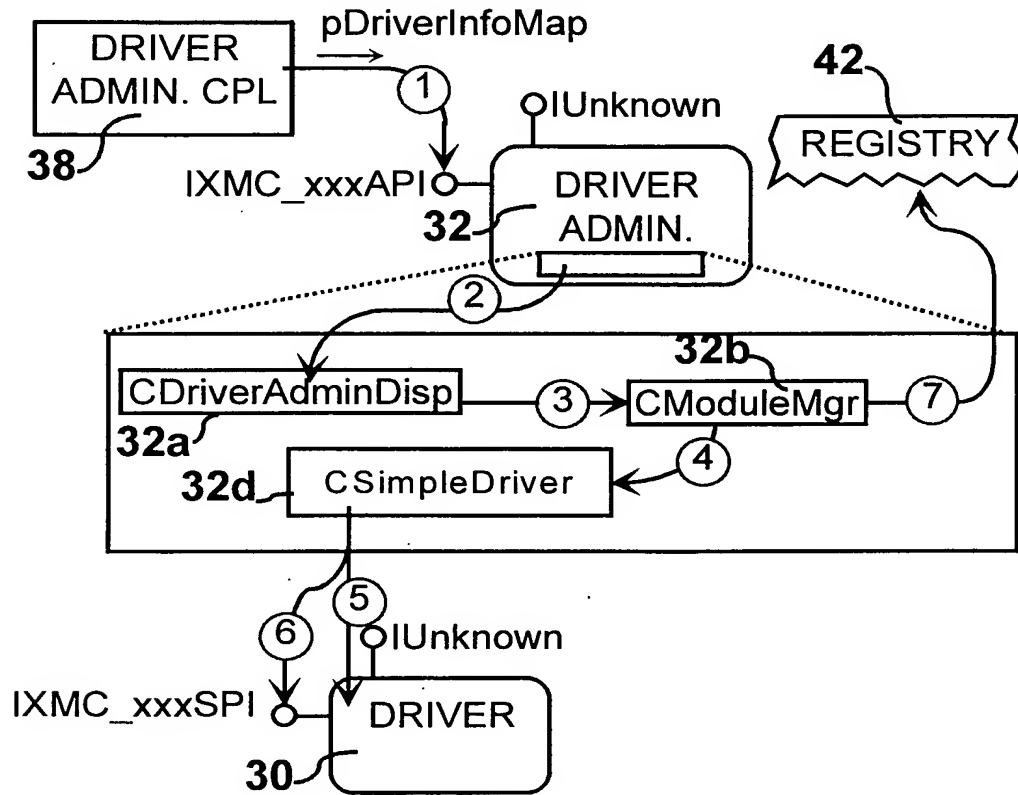 pDriverInfoMap
DRIVER
ADMIN. CPL
1
42
38
IUnknown
REGISTRY
IXMC_xxxAPI
DRIVER
ADMIN.
32
2
32b
CDriverAdminDisp
3
CModuleMgr
7
32a
4
32d
CSimpleDriver
5
6
IUnknown
IXMC_xxxSPI
DRIVER
30